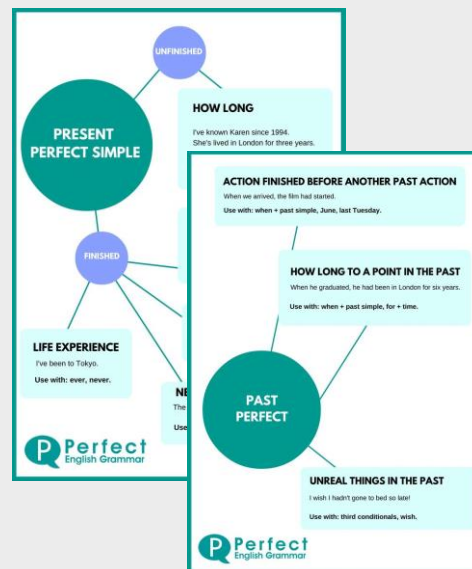 UNFINISHED
PRESENT
PERFECT SIMPLE
HOW LONG
I've known Karen since 1994.
She's lived in London for three years.
FINISHED
LIFE EXPERIENCE
I've been to Tokyo.
Use with: ever, never.
NE
The
Use
Perfect
English Grammar
ACTION FINISHED BEFORE ANOTHER PAST ACTION
When we arrived, the film had started.
Use with: when + past simple, June, last Tuesday.
HOW LONG TO A POINT IN THE PAST
When he graduated, he had been in London for six years.
Use with: when + past simple, for + time.
PAST
PERFECT
UNREAL THINGS IN THE PAST
I wish I hadn't gone to bed so late!
Use with: third conditionals, wish.
Perfect
English Grammar